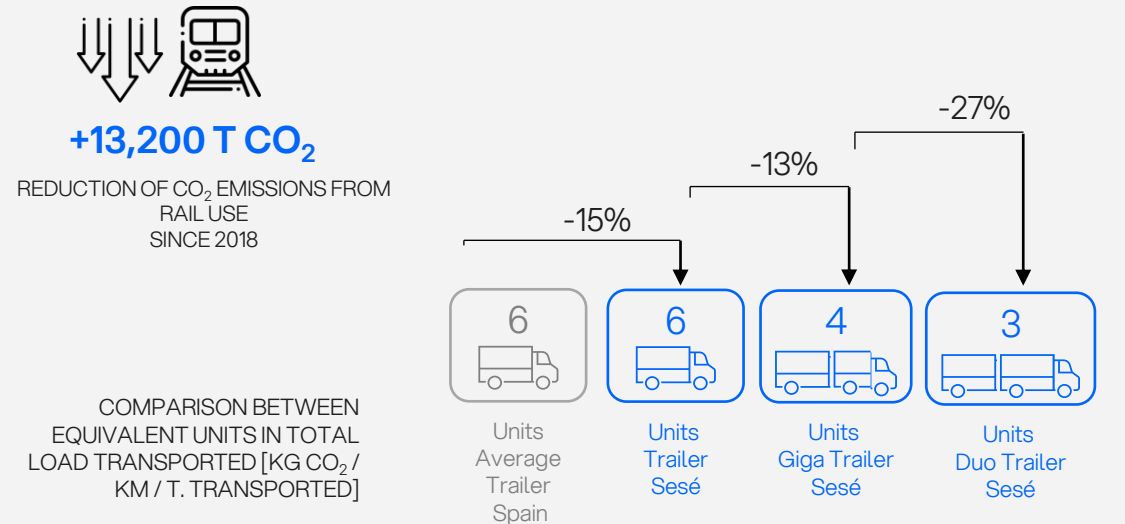 +13,200 T CO₂
REDUCTION OF CO₂ EMISSIONS FROM
RAIL USE
SINCE 2018
-15%
-13%
-27%
6
6
4
3
COMPARISON BETWEEN
EQUIVALENT UNITS IN TOTAL
LOAD TRANSPORTED [KG CO₂ /
KM / T. TRANSPORTED]
Units
Average
Trailer
Spain
Units
Trailer
Sesé
Units
Giga Trailer
Sesé
Units
Duo Trailer
Sesé